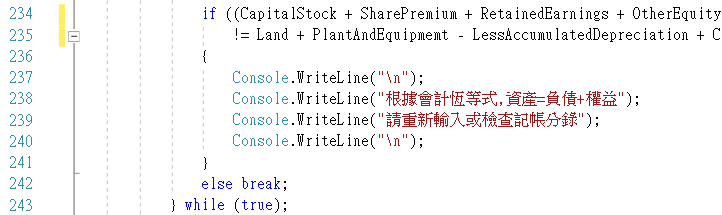 234 if ((CapitalStock + SharePremium + RetainedEarnings + OtherEquity
235 != Land + PlantAndEquipmemt - LessAccumulatedDepreciation + C
236 {
237 Console.WriteLine("\n");
238 Console.WriteLine("根據會計恆等式,資產=負債+權益");
239 Console.WriteLine("請重新輸入或檢查記帳分錄");
240 Console.WriteLine("\n");
241 }
242 else break;
243 } while (true);